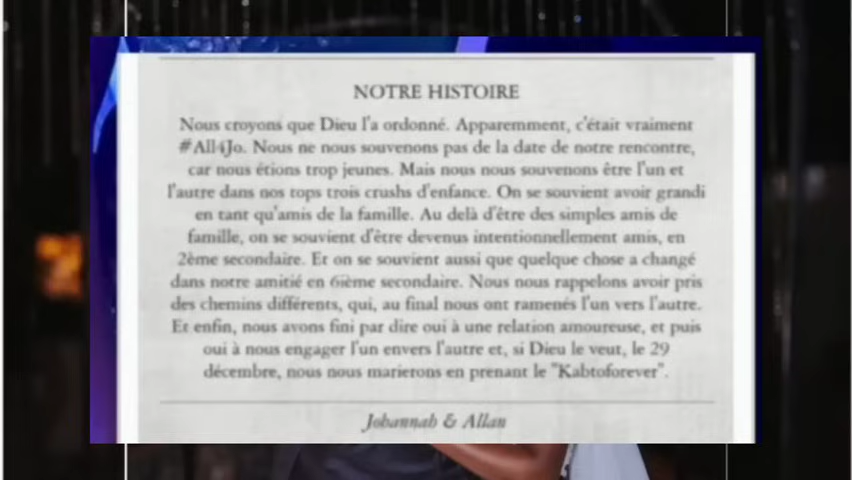 NOTRE HISTOIRE
Nous croyons que Dieu l'a ordonné. Apparemment, c'était vraiment
#All4Jo. Nous ne nous souvenons pas de la date de notre rencontre,
car nous étions trop jeunes. Mais nous nous souvenons être l'un et
l'autre dans nos tops trois crushs d'enfance. On se souvient avoir grandi
en tant qu'amis de la famille. Au delà d'être des simples amis de
famille, on se souvient d'être devenus intentionnellement amis, en
2ème secondaire. Et on se souvient aussi que quelque chose a changé
dans notre amitié en 6ième secondaire. Nous nous rappelons avoir pris
des chemins différents, qui, au final nous ont ramenés l'un vers l'autre.
Et enfin, nous avons fini par dire oui à une relation amoureuse, et puis
oui à nous engager l'un envers l'autre et, si Dieu le veut, le 29
décembre, nous nous marierons en prenant le "Kabtoforever".
Johannah & Allan